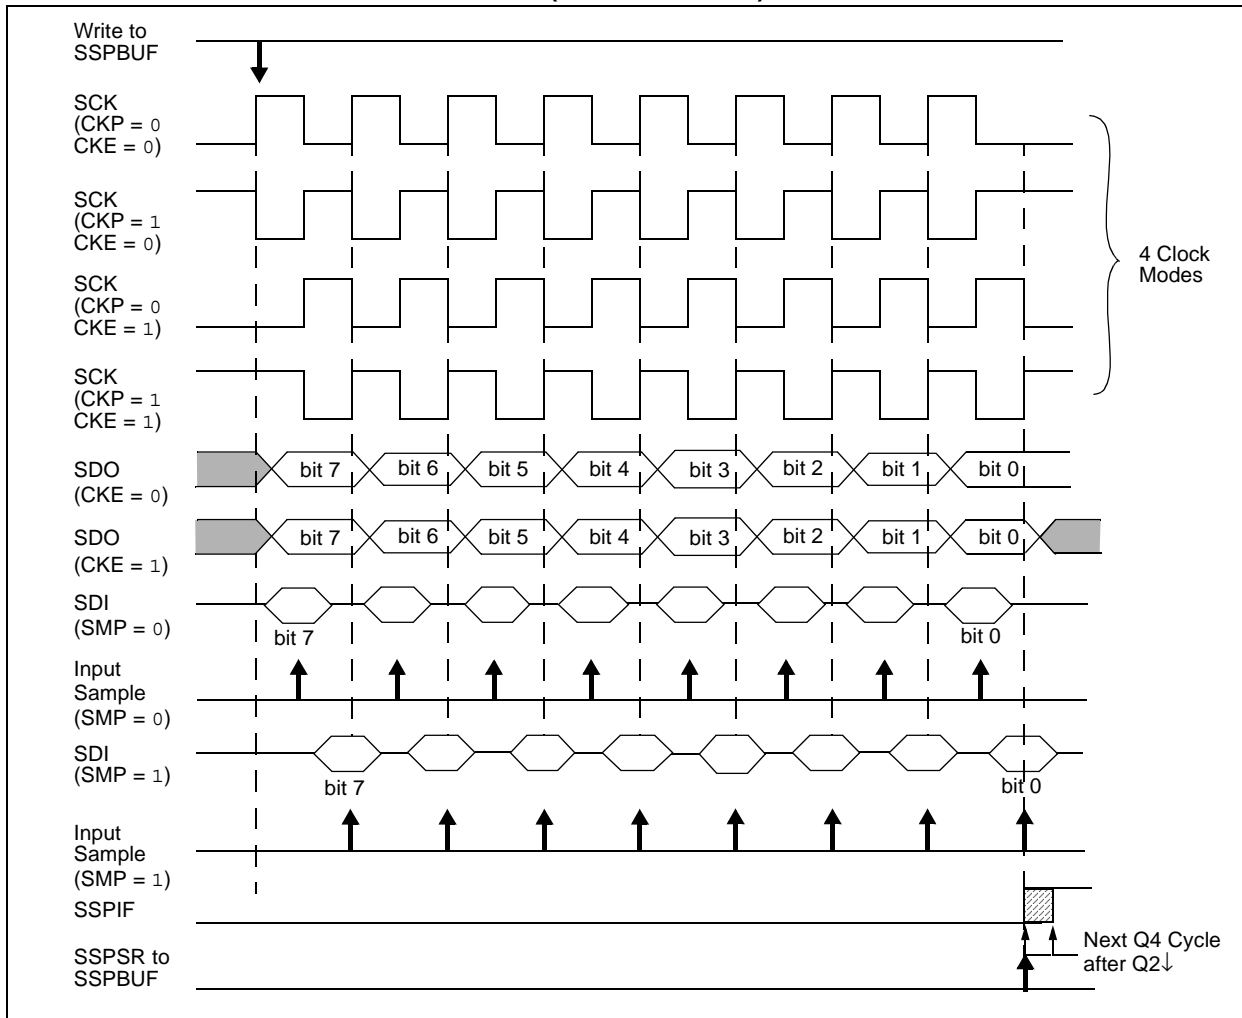 Write to
SSPBUF
SCK
(CKP = 0
CKE = 0)
SCK
(CKP = 1
CKE = 0)
4 Clock
Modes
SCK
(CKP = 0
CKE = 1)
SCK
(CKP = 1
CKE = 1)
SDO
(CKE = 0)
bit 7 bit 6 bit 5 bit 4 bit 3 bit 2 bit 1 bit 0
SDO
(CKE = 1)
bit 7 bit 6 bit 5 bit 4 bit 3 bit 2 bit 1 bit 0
SDI
(SMP = 0)
bit 7 bit 0
Input
Sample
(SMP = 0)
SDI
(SMP = 1)
bit 7 bit 0
Input
Sample
(SMP = 1)
SSPIF
Next Q4 Cycle
after Q2↓
SSPSR to
SSPBUF